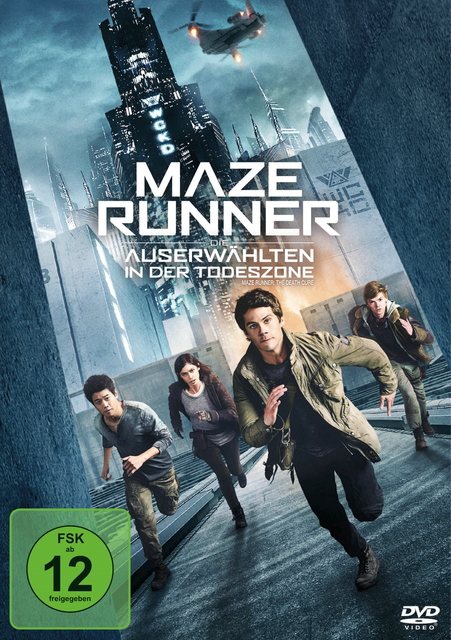 WCKD
MAZE
RUNNER
DIE
AUSERWÄHLTEN
IN DER TODESZONE
MAZE RUNNER: THE DEATH CURE
FSK
ab
12
freigegeben
DVD
VIDEO